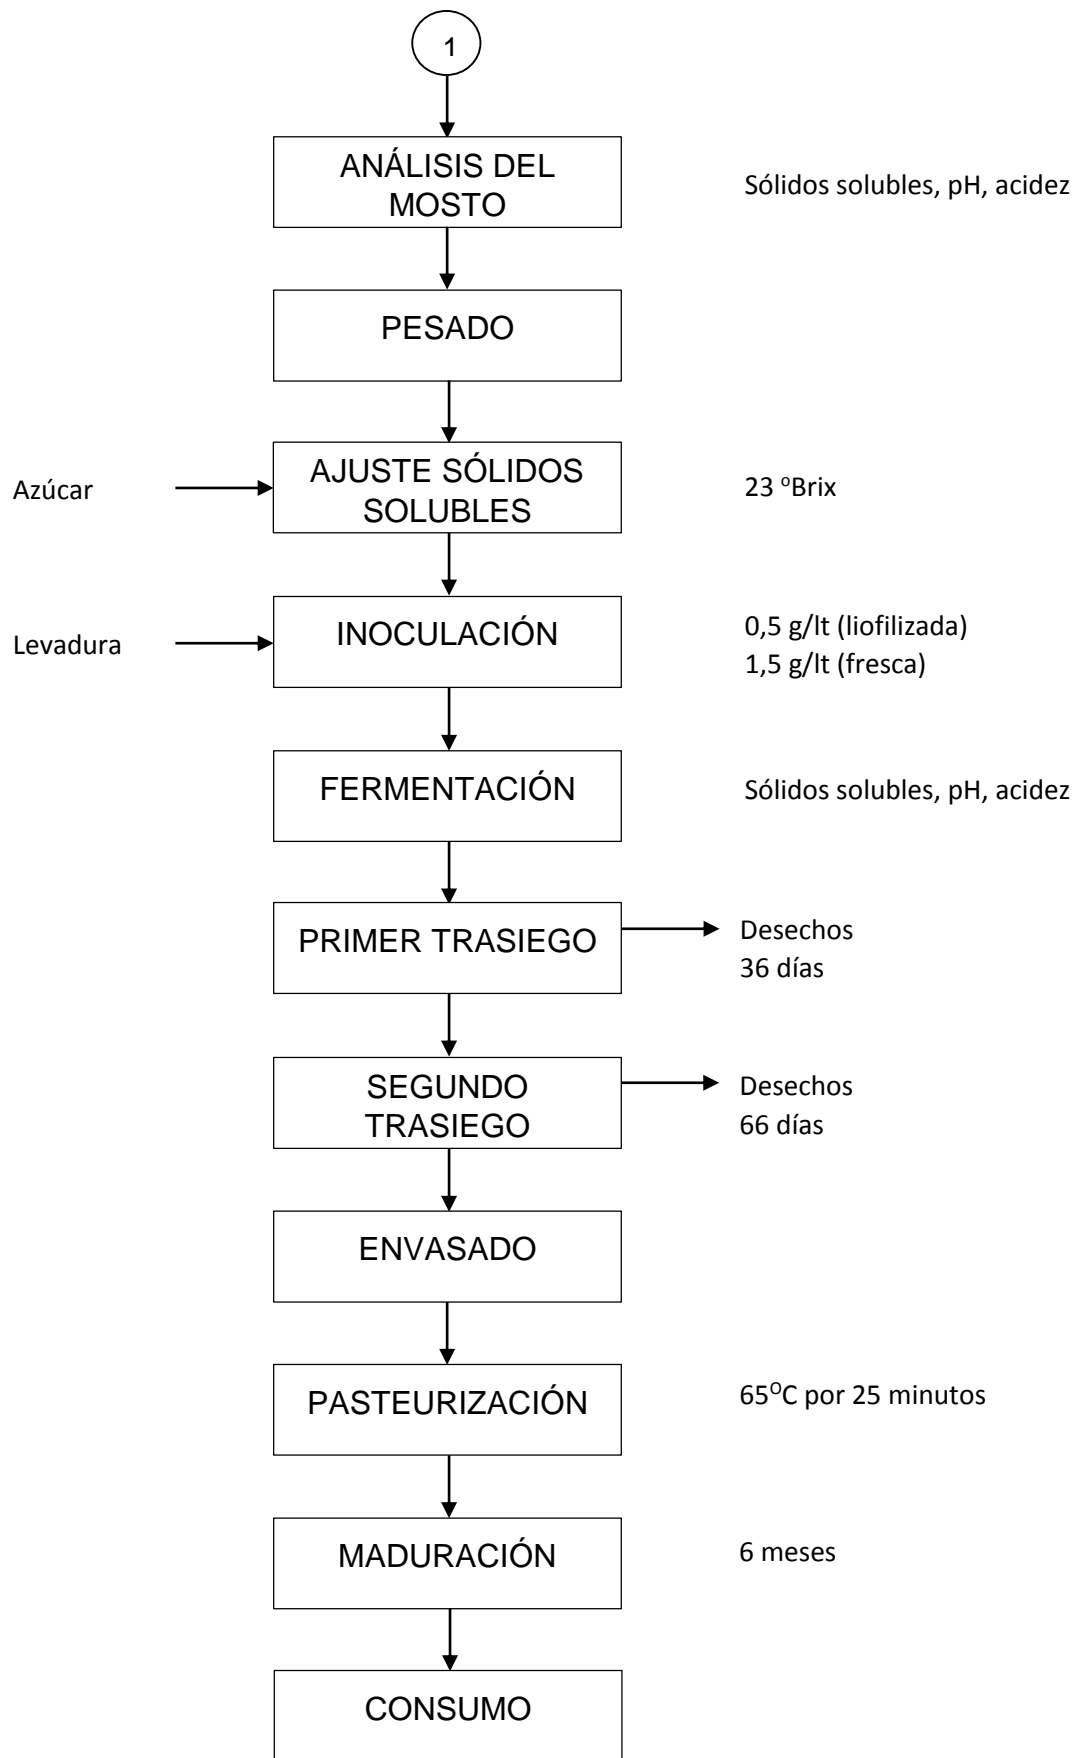 1
ANÁLISIS DEL
MOSTO
Sólidos solubles, pH, acidez
PESADO
Azúcar
AJUSTE SÓLIDOS
SOLUBLES
23 ºBrix
Levadura
INOCULACIÓN
0,5 g/lt (liofilizada)
1,5 g/lt (fresca)
FERMENTACIÓN
Sólidos solubles, pH, acidez
PRIMER TRASIEGO
Desechos
36 días
SEGUNDO
TRASIEGO
Desechos
66 días
ENVASADO
PASTEURIZACIÓN
65ºC por 25 minutos
MADURACIÓN
6 meses
CONSUMO